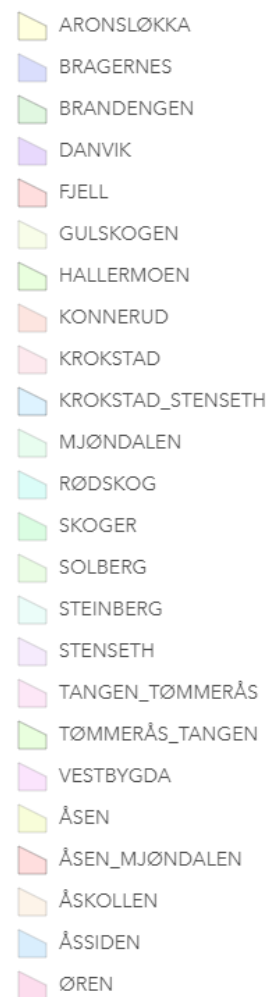 ARONSLØKKA
BRAGERNES
BRANDENGEN
DANVIK
FJELL
GULSKOGEN
HALLERMOEN
KONNERUD
KROKSTAD
KROKSTAD_STENSETH
MJØNDALEN
RØDSKOG
SKOGER
SOLBERG
STEINBERG
STENSETH
TANGEN_TØMMERÅS
TØMMERÅS_TANGEN
VESTBYGDA
ÅSEN
ÅSEN_MJØNDALEN
ÅSKOLLEN
ÅSSIDEN
ØREN